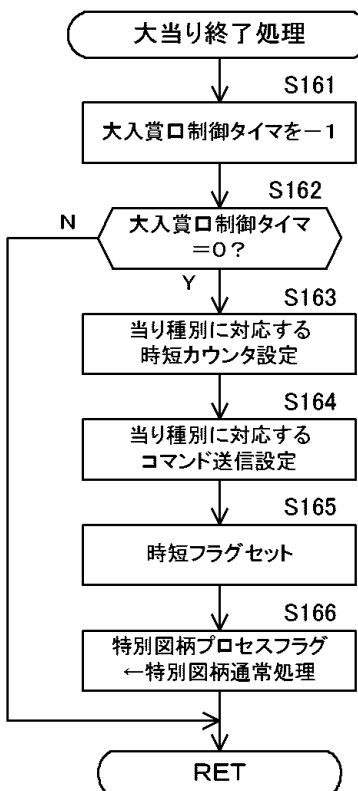 大当り終了処理
S161
大入賞口制御タイマを－1
S162
N
大入賞口制御タイマ
＝0？
Y
S163
当り種別に対応する
時短カウンタ設定
S164
当り種別に対応する
コマンド送信設定
S165
時短フラグセット
S166
特別図柄プロセスフラグ
←特別図柄通常処理
RET